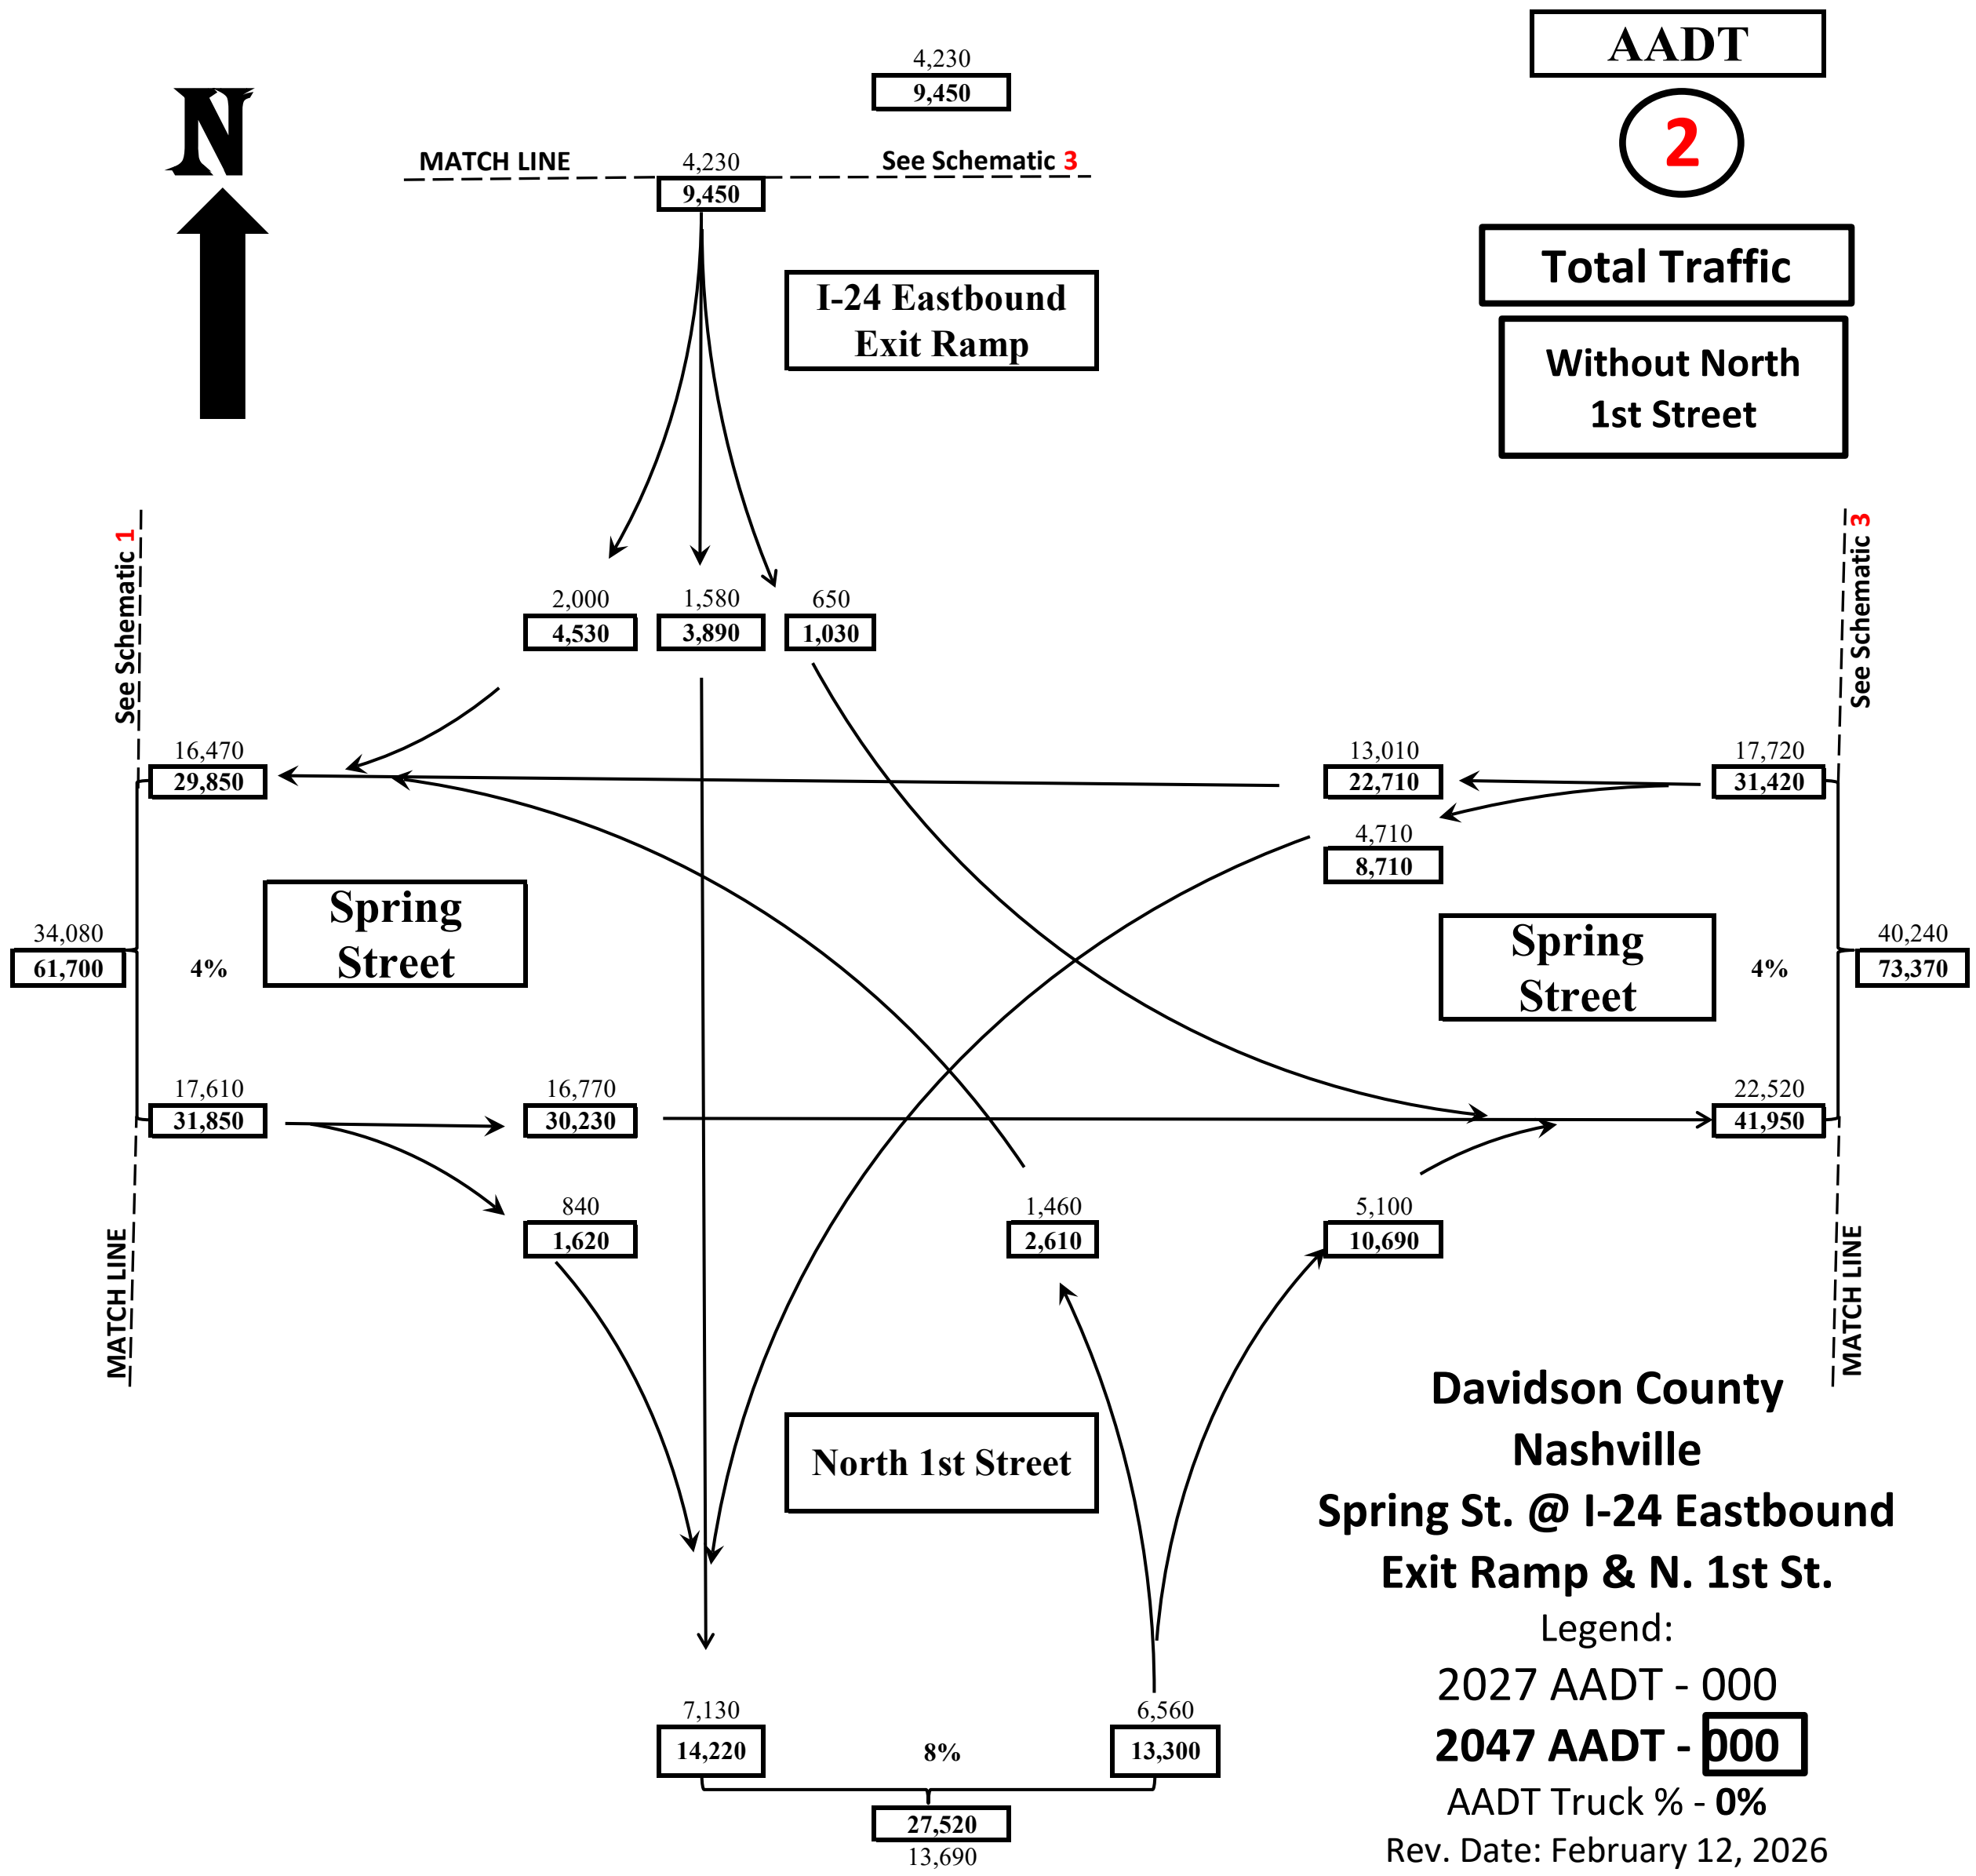 AADT
4,230
9,450
N
2
MATCH LINE
4,230
See Schematic 3
9,450
Total Traffic
I-24 Eastbound
Exit Ramp
Without North
1st Street
See Schematic 1
See Schematic 3
2,000
1,580
650
4,530
3,890
1,030
16,470
13,010
17,720
29,850
22,710
31,420
4,710
8,710
Spring
Street
Spring
Street
34,080
61,700
4%
4%
40,240
73,370
17,610
16,770
22,520
31,850
30,230
41,950
840
1,460
5,100
1,620
2,610
10,690
MATCH LINE
MATCH LINE
North 1st Street
Davidson County
Nashville
Spring St. @ I-24 Eastbound
Exit Ramp & N. 1st St.
Legend:
2027 AADT - 000
2047 AADT - 000
AADT Truck % - 0%
Rev. Date: February 12, 2026
7,130
6,560
14,220
8%
13,300
27,520
13,690